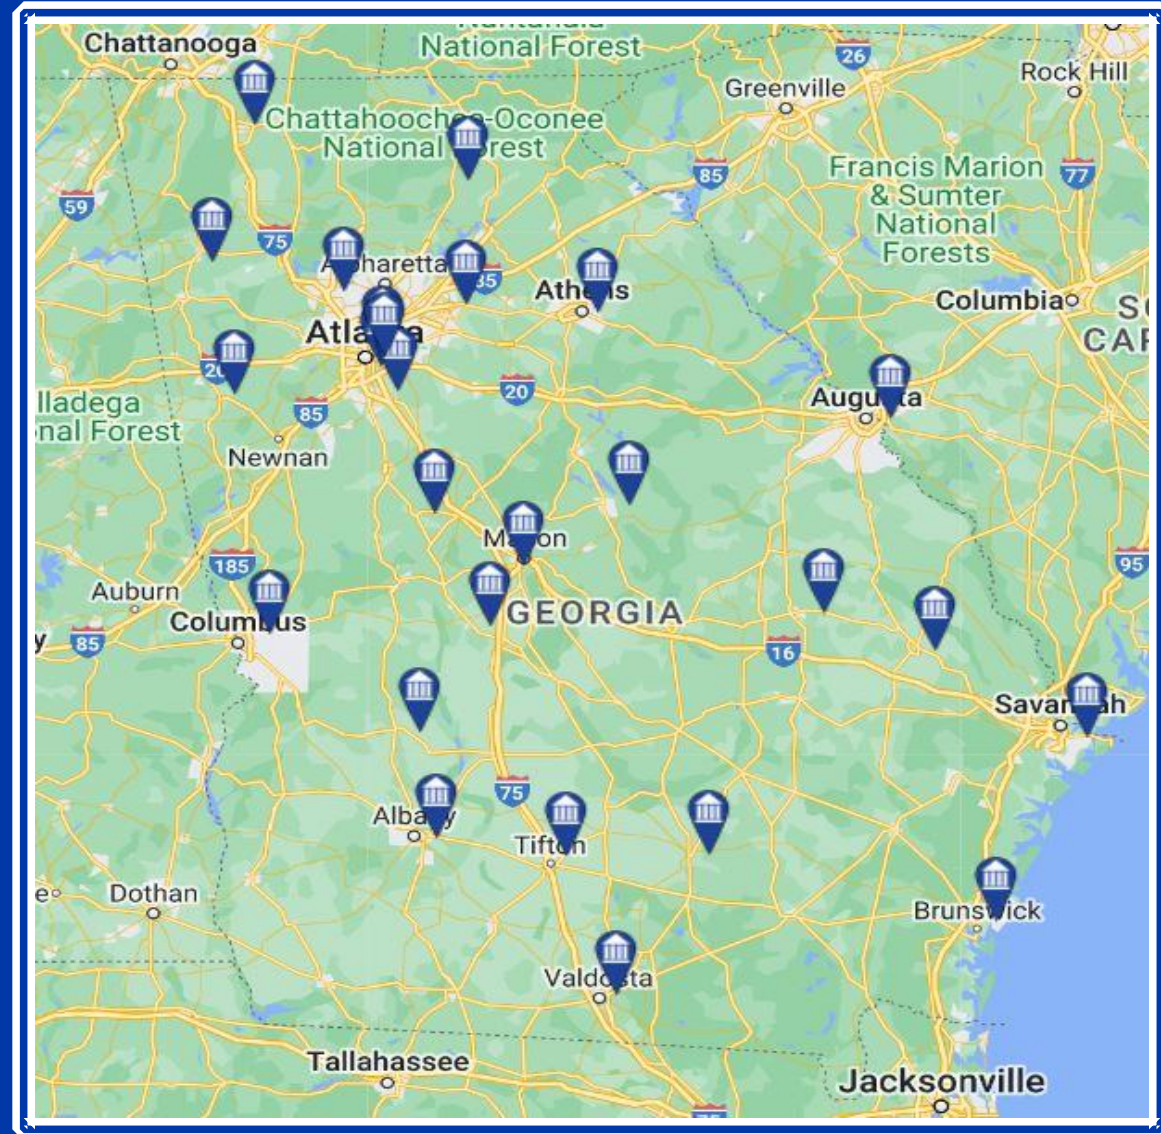 Chattanooga
National Forest
26
Rock Hill
Greenville
Chattahoochee-Oconee
National Forest
85
Francis Marion
& Sumter
National
Forests
77
59
75
Alpharetta
85
Athens
Columbia
Atlanta
20
20
Augusta
lladega
nal Forest
85
Newnan
Macon
185
95
Auburn
Columbus
GEORGIA
y
85
16
Savannah
75
Albany
Tifton
e
Dothan
Brunswick
Valdosta
Tallahassee
Jacksonville
75